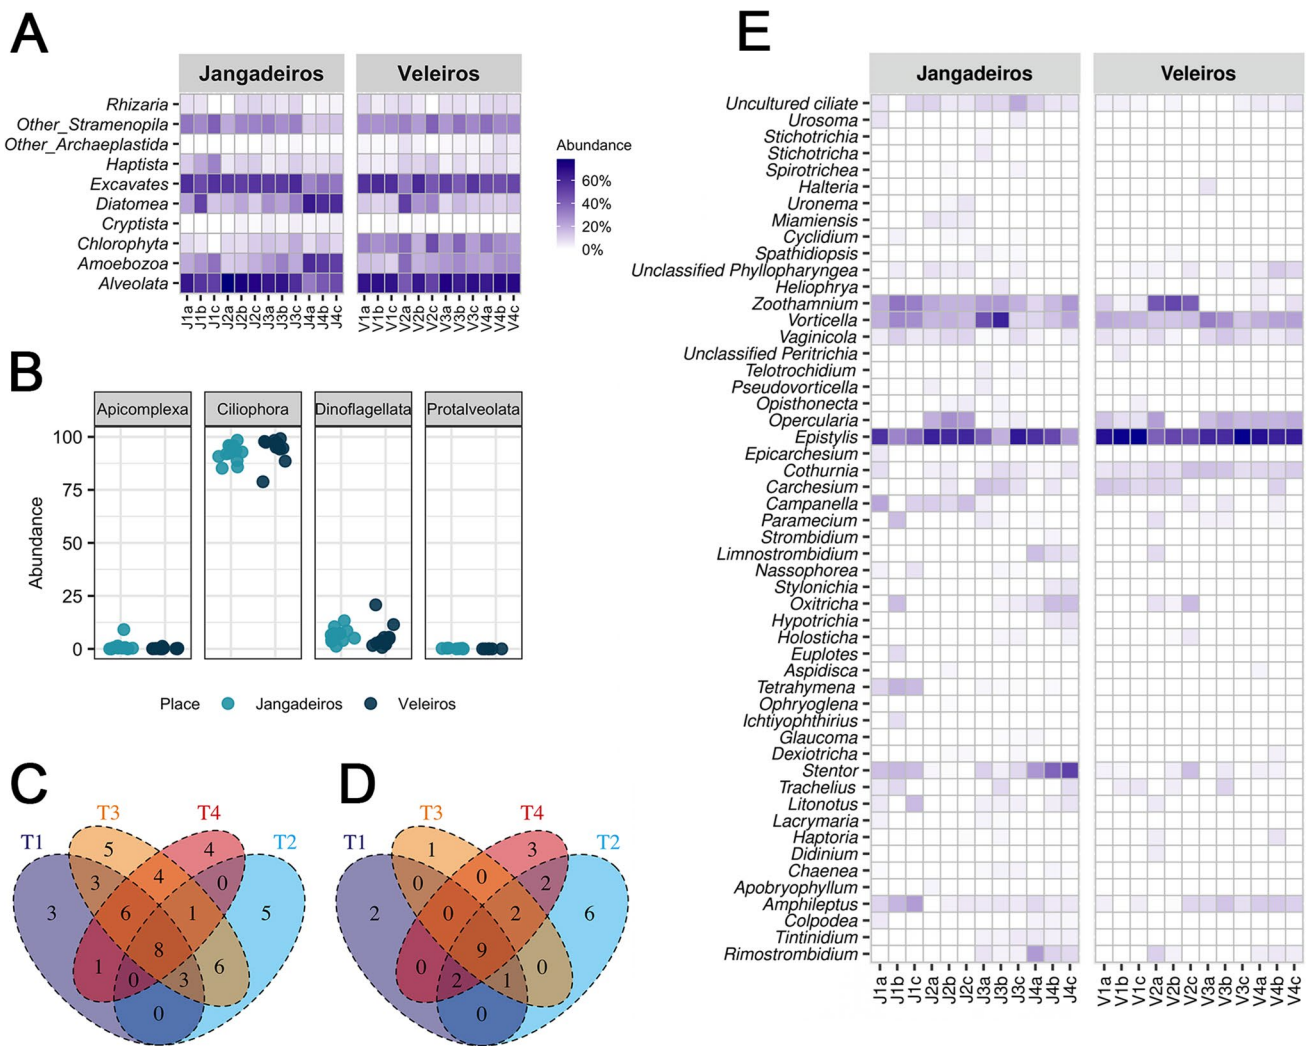 A
Jangadeiros
Veleiros
Rhizaria
Other_Stramenopila
Other_Archaeplastida
Haptista
Excavates
Diatomea
Cryptista
Chlorophyta
Amoebozoa
Alveolata
J1a J1b J1c J2a J2b J2c J3a J3b J3c J4a J4b J4c
V1a V1b V1c V2a V2b V2c V3a V3b V3c V4a V4b V4c
Abundance
60%
40%
20%
0%
B
Apicomplexa
Ciliophora
Dinoflagellata
Protalveolata
Abundance
100
75
50
25
0
Place
Jangadeiros
Veleiros
C
T1
T3
T4
T2
5
4
3
4
0
3
6
1
5
8
1
0
3
6
0
D
T1
T3
T4
T2
1
3
0
0
2
2
0
2
6
9
0
2
1
0
0
E
Jangadeiros
Veleiros
Uncultured ciliate
Urosoma
Stichotrichia
Stichotricha
Spirotrichea
Halteria
Uronema
Miamiensis
Cyclidium
Spathidiopsis
Unclassified Phyllopharyngea
Heliophrya
Zoothamnium
Vorticella
Vaginicola
Unclassified Peritrichia
Telotrochidium
Pseudovorticella
Opisthonecta
Opercularia
Epistylis
Epicarchesium
Cothurnia
Carchesium
Campanella
Paramecium
Strombidium
Limnostrombidium
Nassophorea
Stylonichia
Oxitricha
Hypotrichia
Holosticha
Euplotes
Aspidisca
Tetrahymena
Ophryoglena
Ichtiyophthirius
Glaucoma
Dexiotricha
Stentor
Trachelius
Litonotus
Lacrymaria
Haptoria
Didinium
Chaenea
Apobryophyllum
Amphileptus
Colpodea
Tintinidium
Rimostrombidium
J1a J1b J1c J2a J2b J2c J3a J3b J3c J4a J4b J4c
V1a V1b V1c V2a V2b V2c V3a V3b V3c V4a V4b V4c